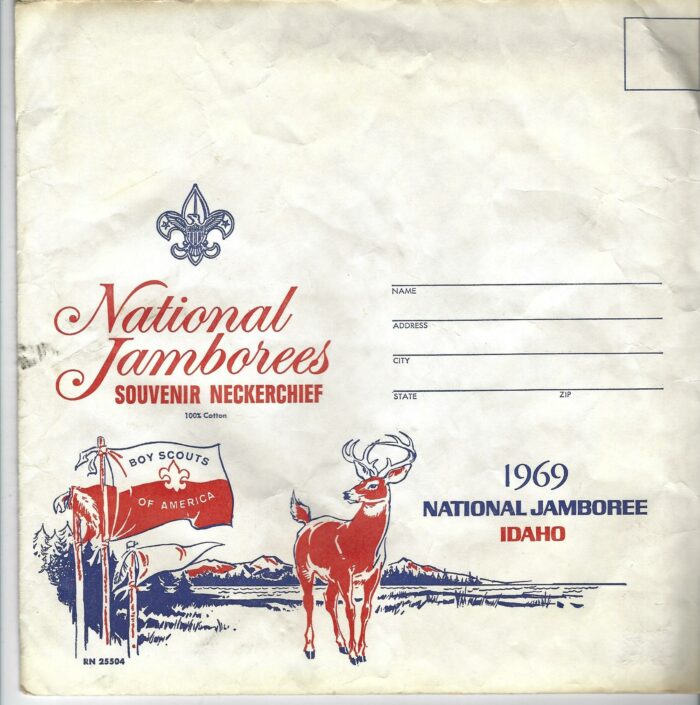 National
Jamborees
SOUVENIR NECKERCHIEF
100% Cotton
NAME
ADDRESS
CITY
STATE ZIP
BOY SCOUTS
OF AMERICA
1969
NATIONAL JAMBOREE
IDAHO
RN 25504